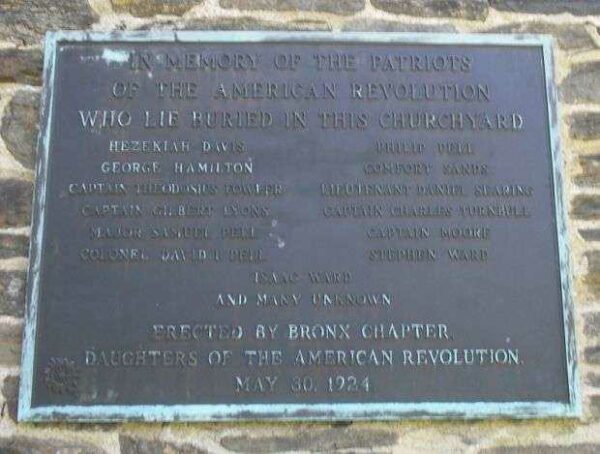 IN MEMORY OF THE PATRIOTS
OF THE AMERICAN REVOLUTION
WHO LIE BURIED IN THIS CHURCHYARD
HEZEKIAH DAVIS PHILIP PELL
GEORGE HAMILTON COMFORT SANDS
CAPTAIN THEODOSIUS FOWLER LIEUTENANT DANIEL SEARING
CAPTAIN GILBERT LYONS CAPTAIN CHARLES TURNBULL
MAJOR SAMUEL PELL CAPTAIN MOORE
COLONEL DAVID J. PELL STEPHEN WARD
ISAAC WARD
AND MANY UNKNOWN
ERECTED BY BRONX CHAPTER,
DAUGHTERS OF THE AMERICAN REVOLUTION.
MAY 30, 1924